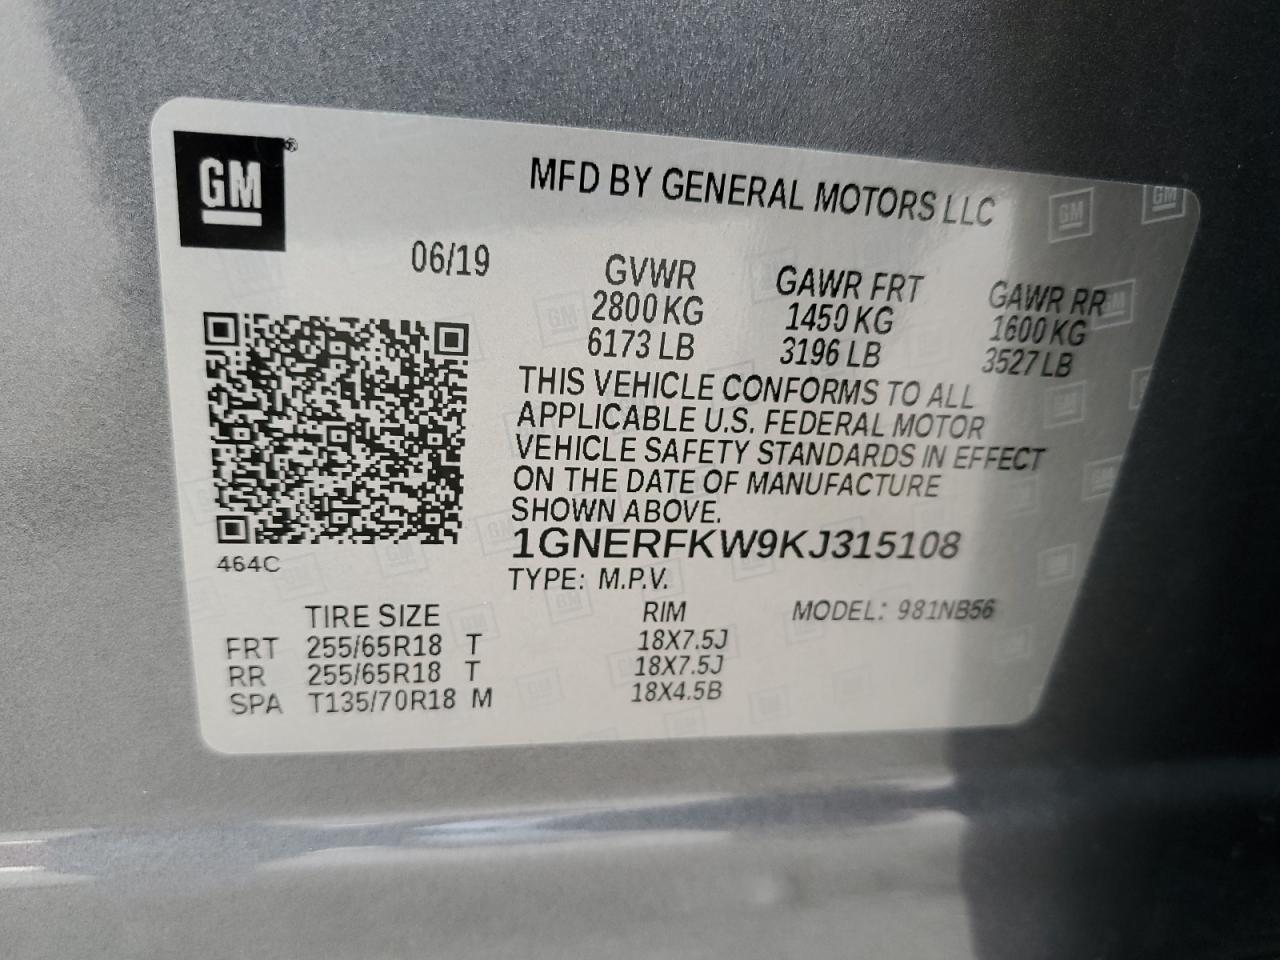 GM®
MFD BY GENERAL MOTORS LLC
06/19
GVWR GAWR FRT GAWR RR
2800 KG 1450 KG 1600 KG
6173 LB 3196 LB 3527 LB
THIS VEHICLE CONFORMS TO ALL
APPLICABLE U.S. FEDERAL MOTOR
VEHICLE SAFETY STANDARDS IN EFFECT
ON THE DATE OF MANUFACTURE
SHOWN ABOVE.
464C
1GNERFKW9KJ315108
TYPE: M.P.V.
TIRE SIZE RIM MODEL: 981NB56
FRT 255/65R18 T 18X7.5J
RR 255/65R18 T 18X7.5J
SPA T135/70R18 M 18X4.5B